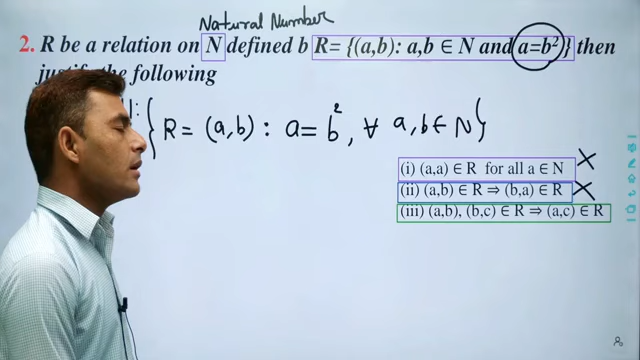 Natural Number
2. R be a relation on N defined b R= {(a,b): a,b ∈ N and a=b²)} then
justify the following
{ R = (a,b) : a = b², ∀ a,b ∈ N }
(i) (a,a) ∈ R for all a ∈ N ×
(ii) (a,b) ∈ R ⇒ (b,a) ∈ R ×
(iii) (a,b), (b,c) ∈ R ⇒ (a,c) ∈ R